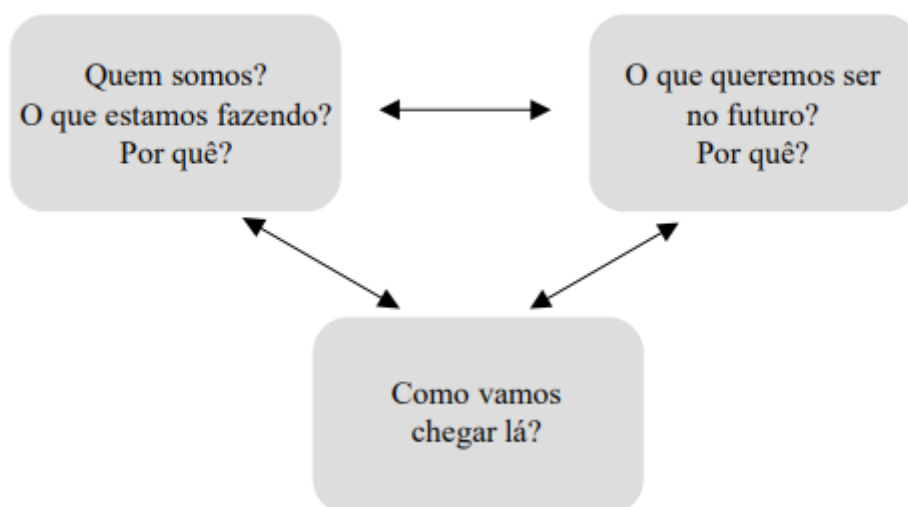 Quem somos?
O que estamos fazendo?
Por quê?
O que queremos ser
no futuro?
Por quê?
Como vamos
chegar lá?